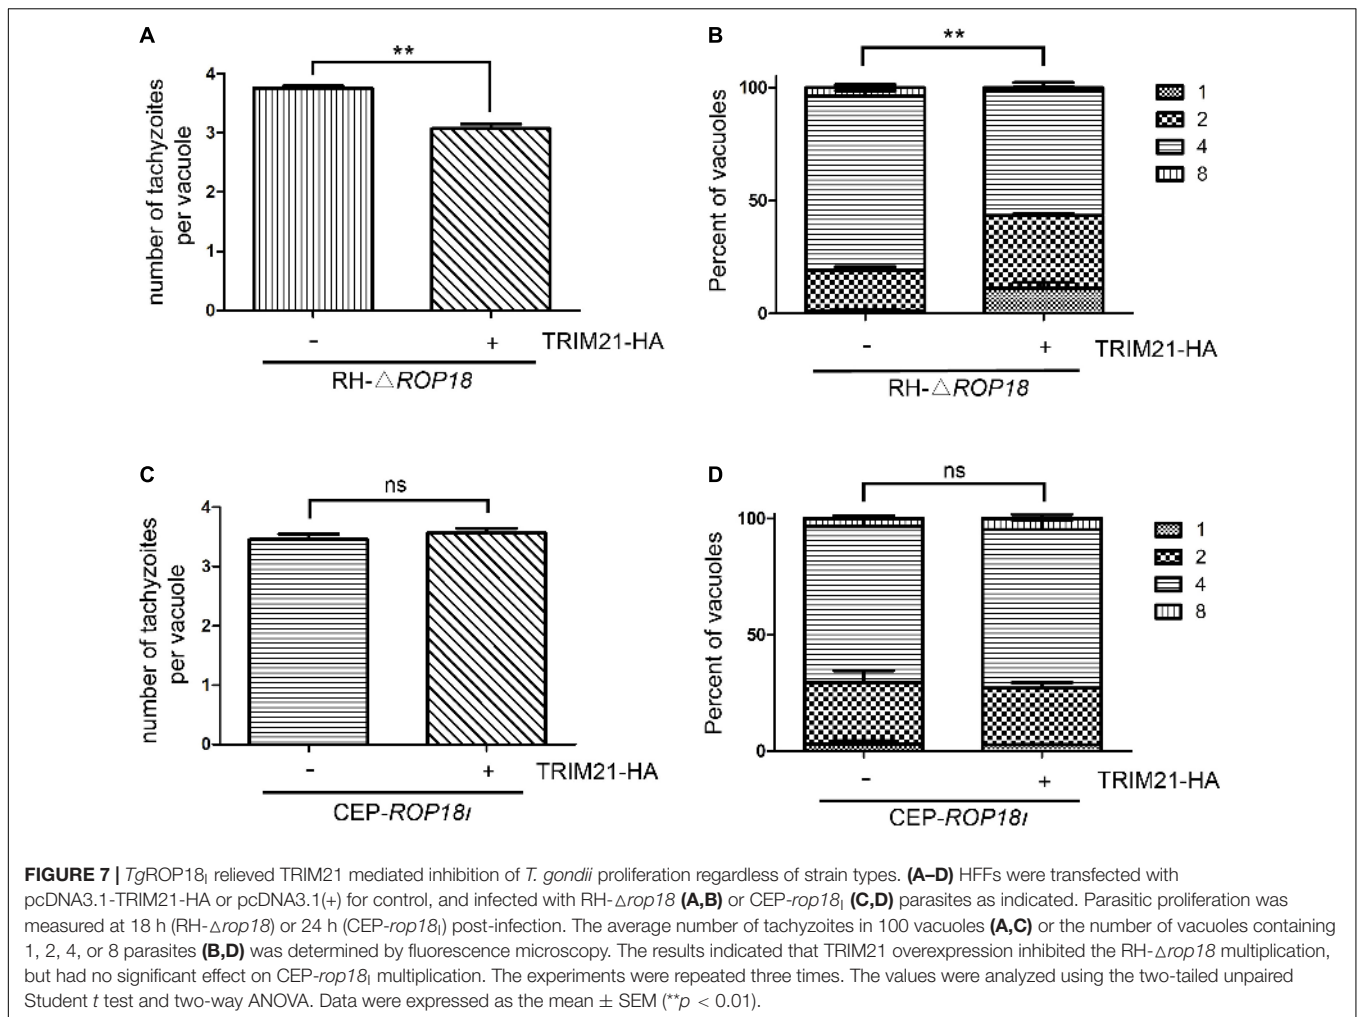 A
**
4
3
2
1
0
number of tachyzoites
per vacuole
-
+
TRIM21-HA
RH-△ROP18
B
**
100
50
0
Percent of vacuoles
1
2
4
8
-
+
TRIM21-HA
RH-△ROP18
C
ns
4
3
2
1
0
number of tachyzoites
per vacuole
-
+
TRIM21-HA
CEP-ROP18I
D
ns
100
50
0
Percent of vacuoles
1
2
4
8
-
+
TRIM21-HA
CEP-ROP18I
FIGURE 7 | TgROP18I relieved TRIM21 mediated inhibition of T. gondii proliferation regardless of strain types. (A–D) HFFs were transfected with
pcDNA3.1-TRIM21-HA or pcDNA3.1(+) for control, and infected with RH-△rop18 (A,B) or CEP-rop18I (C,D) parasites as indicated. Parasitic proliferation was
measured at 18 h (RH-△rop18) or 24 h (CEP-rop18I) post-infection. The average number of tachyzoites in 100 vacuoles (A,C) or the number of vacuoles containing
1, 2, 4, or 8 parasites (B,D) was determined by fluorescence microscopy. The results indicated that TRIM21 overexpression inhibited the RH-△rop18 multiplication,
but had no significant effect on CEP-rop18I multiplication. The experiments were repeated three times. The values were analyzed using the two-tailed unpaired
Student t test and two-way ANOVA. Data were expressed as the mean ± SEM (**p < 0.01).